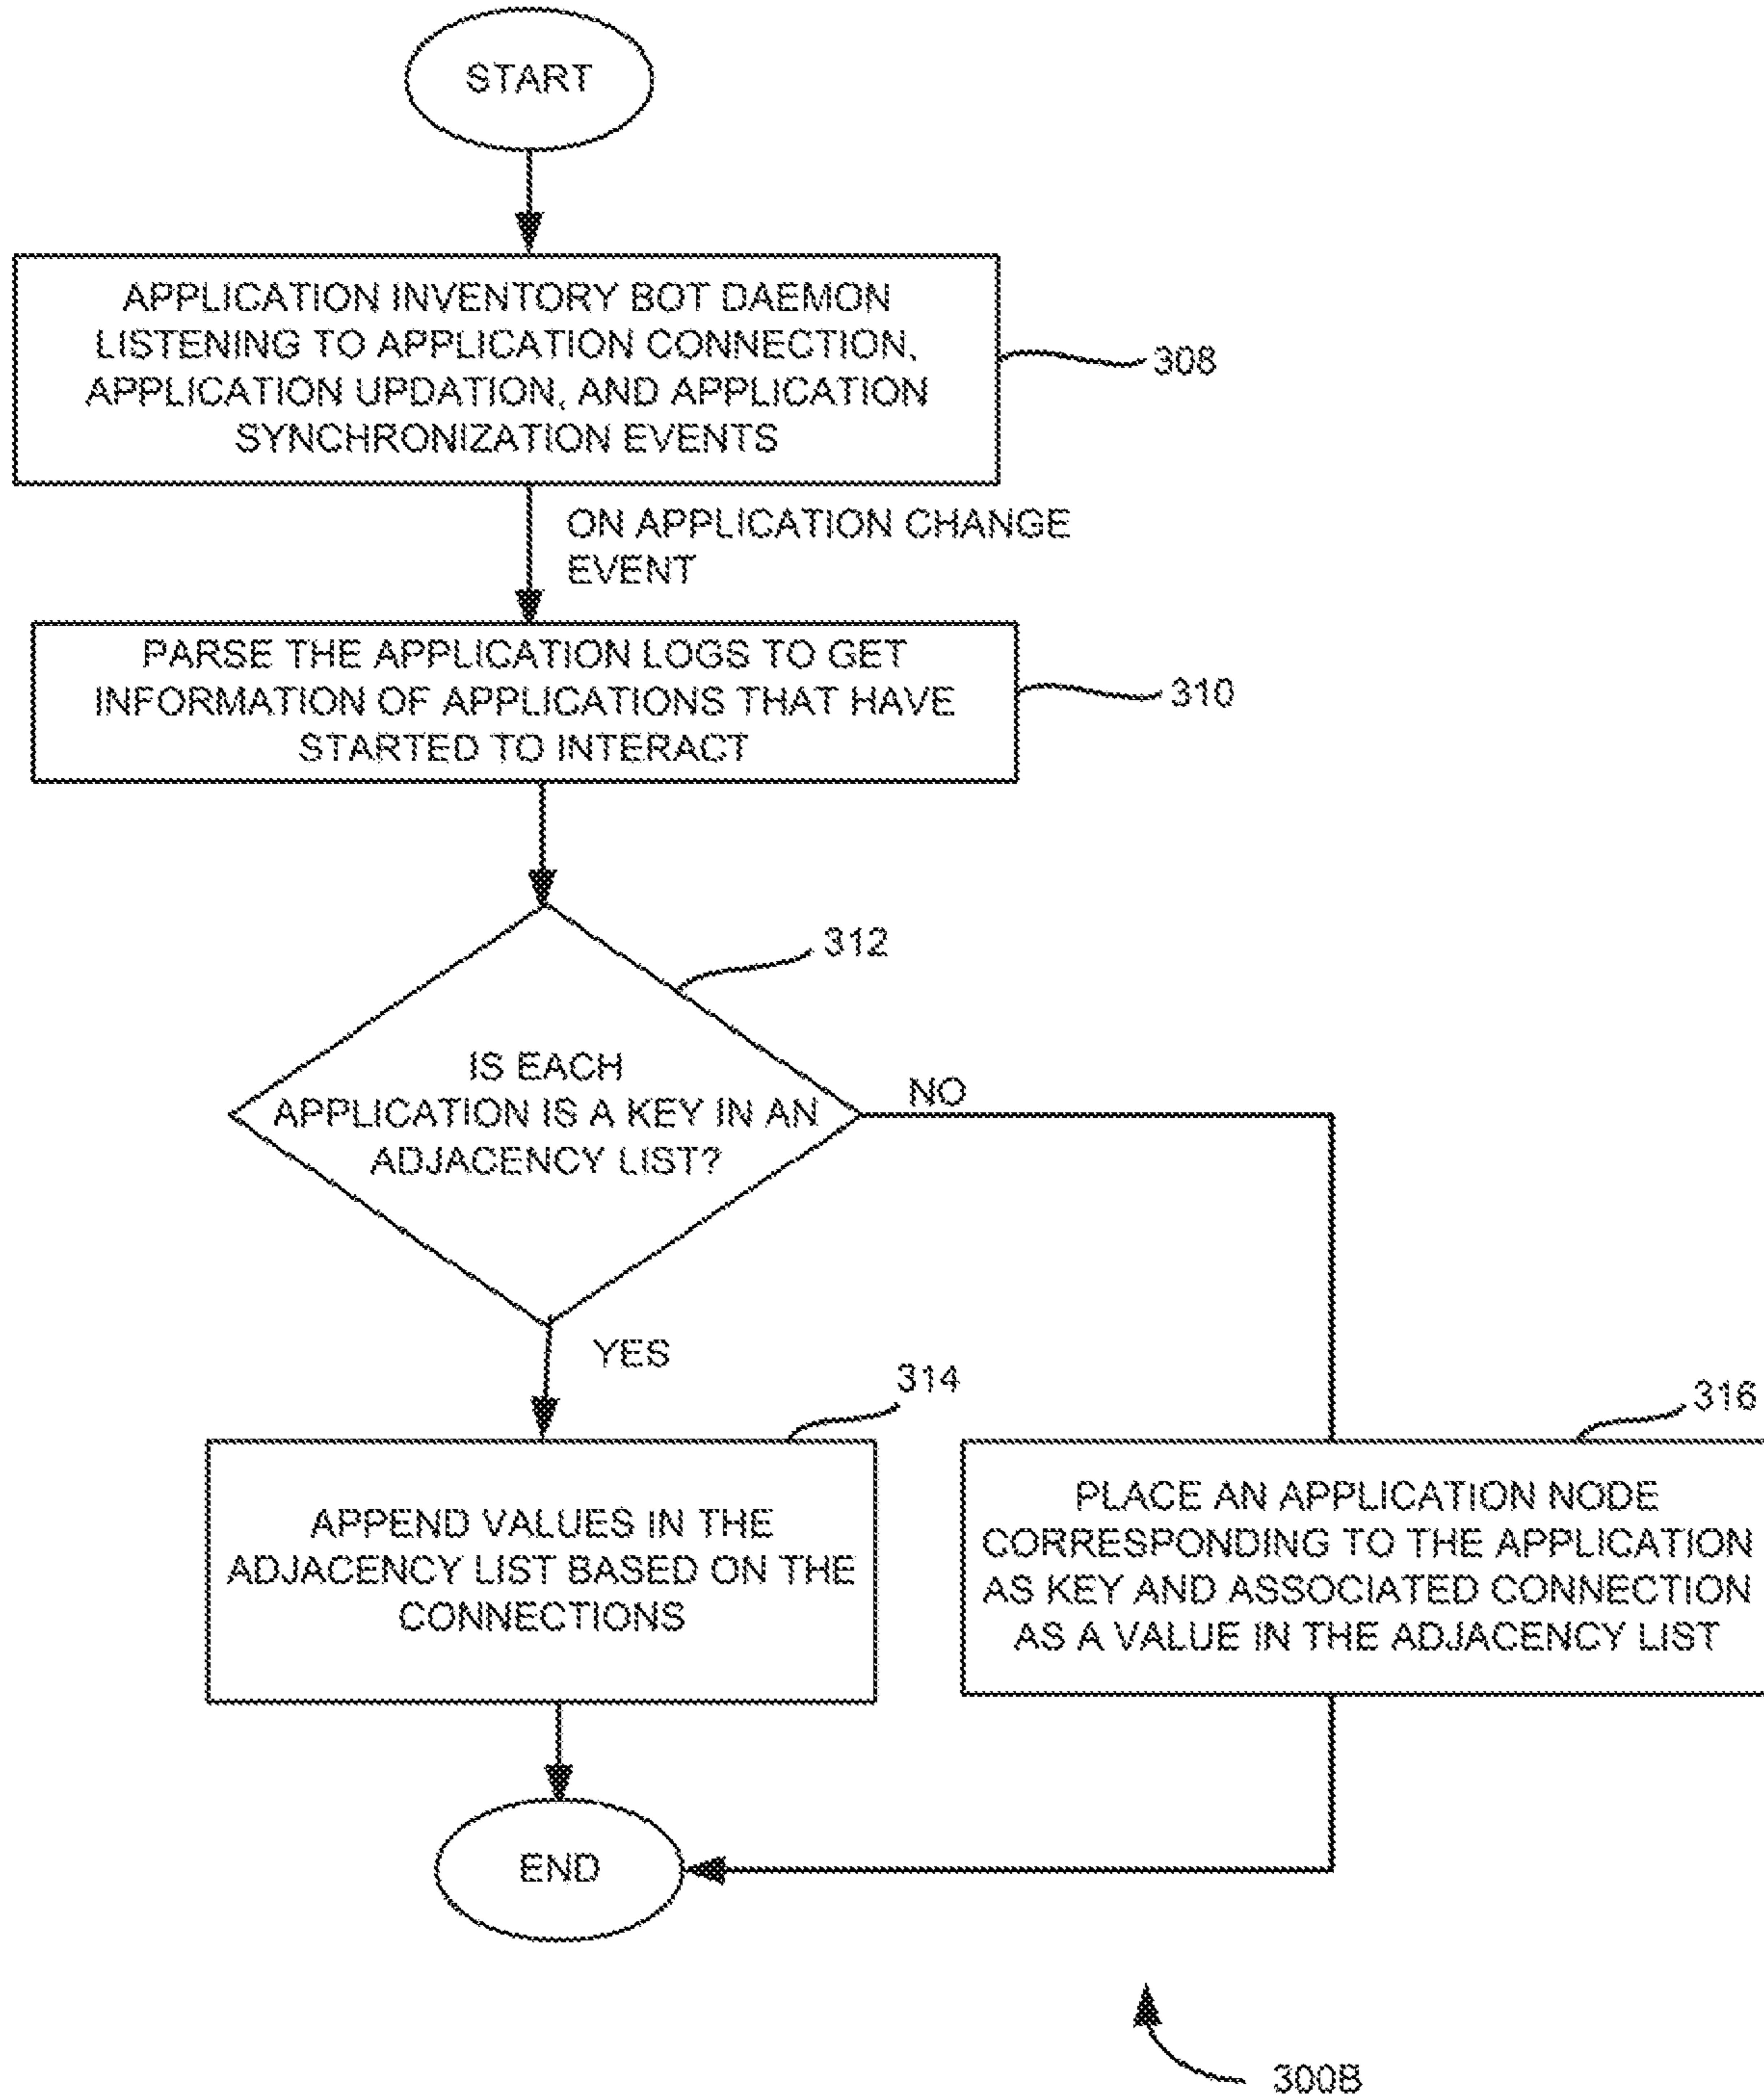 START
APPLICATION INVENTORY BOT DAEMON
LISTENING TO APPLICATION CONNECTION,
APPLICATION UPDATION, AND APPLICATION
SYNCHRONIZATION EVENTS
308
ON APPLICATION CHANGE
EVENT
PARSE THE APPLICATION LOGS TO GET
INFORMATION OF APPLICATIONS THAT HAVE
STARTED TO INTERACT
310
312
IS EACH
APPLICATION IS A KEY IN AN
ADJACENCY LIST?
NO
YES
314
316
APPEND VALUES IN THE
ADJACENCY LIST BASED ON THE
CONNECTIONS
PLACE AN APPLICATION NODE
CORRESPONDING TO THE APPLICATION
AS KEY AND ASSOCIATED CONNECTION
AS A VALUE IN THE ADJACENCY LIST
END
300B